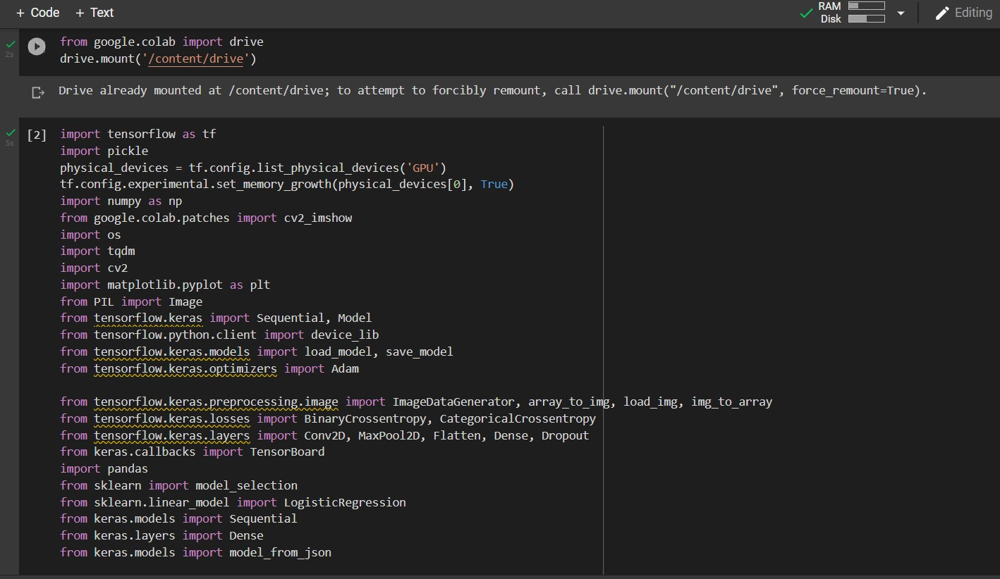 + Code + Text
RAM
Disk
Editing
2s
from google.colab import drive
drive.mount('/content/drive')
Drive already mounted at /content/drive; to attempt to forcibly remount, call drive.mount("/content/drive", force_remount=True).
5s
[2]
import tensorflow as tf
import pickle
physical_devices = tf.config.list_physical_devices('GPU')
tf.config.experimental.set_memory_growth(physical_devices[0], True)
import numpy as np
from google.colab.patches import cv2_imshow
import os
import tqdm
import cv2
import matplotlib.pyplot as plt
from PIL import Image
from tensorflow.keras import Sequential, Model
from tensorflow.python.client import device_lib
from tensorflow.keras.models import load_model, save_model
from tensorflow.keras.optimizers import Adam
from tensorflow.keras.preprocessing.image import ImageDataGenerator, array_to_img, load_img, img_to_array
from tensorflow.keras.losses import BinaryCrossentropy, CategoricalCrossentropy
from tensorflow.keras.layers import Conv2D, MaxPool2D, Flatten, Dense, Dropout
from keras.callbacks import TensorBoard
import pandas
from sklearn import model_selection
from sklearn.linear_model import LogisticRegression
from keras.models import Sequential
from keras.layers import Dense
from keras.models import model_from_json